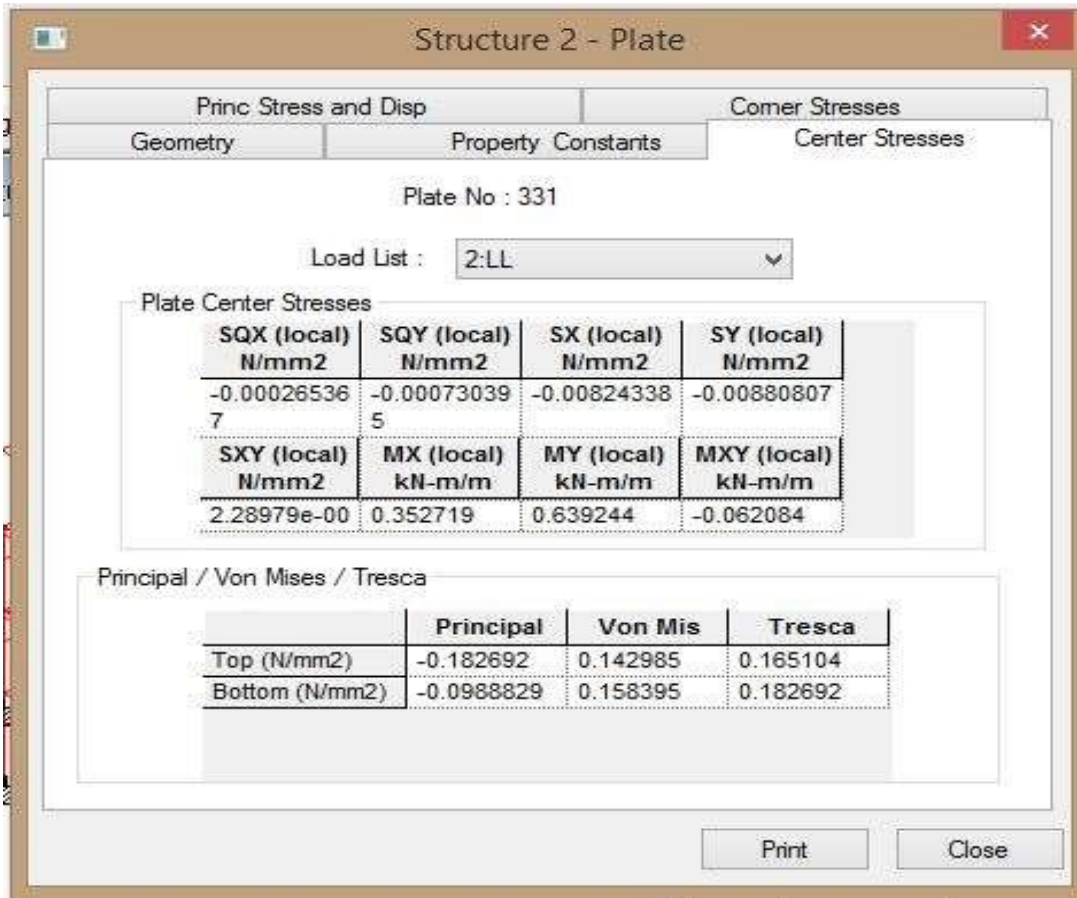 Structure 2 - Plate
Princ Stress and Disp Corner Stresses
Geometry Property Constants Center Stresses
Plate No : 331
Load List : 2:LL
Plate Center Stresses
SQX (local) SQY (local) SX (local) SY (local)
N/mm2 N/mm2 N/mm2 N/mm2
-0.00026536 -0.00073039 -0.00824338 -0.00880807
7 5
SXY (local) MX (local) MY (local) MXY (local)
N/mm2 kN-m/m kN-m/m kN-m/m
2.28979e-00 0.352719 0.639244 -0.062084
Principal / Von Mises / Tresca
Principal Von Mis Tresca
Top (N/mm2) -0.182692 0.142985 0.165104
Bottom (N/mm2) -0.0988829 0.158395 0.182692
Print Close